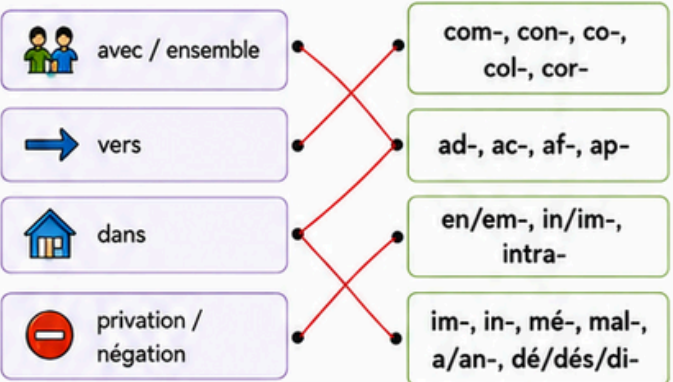 avec / ensemble
com-, con-, co-,
col-, cor-
vers
ad-, ac-, af-, ap-
dans
en/em-, in/im-,
intra-
privation /
négation
im-, in-, mé-, mal-,
a/an-, dé/dés/di-